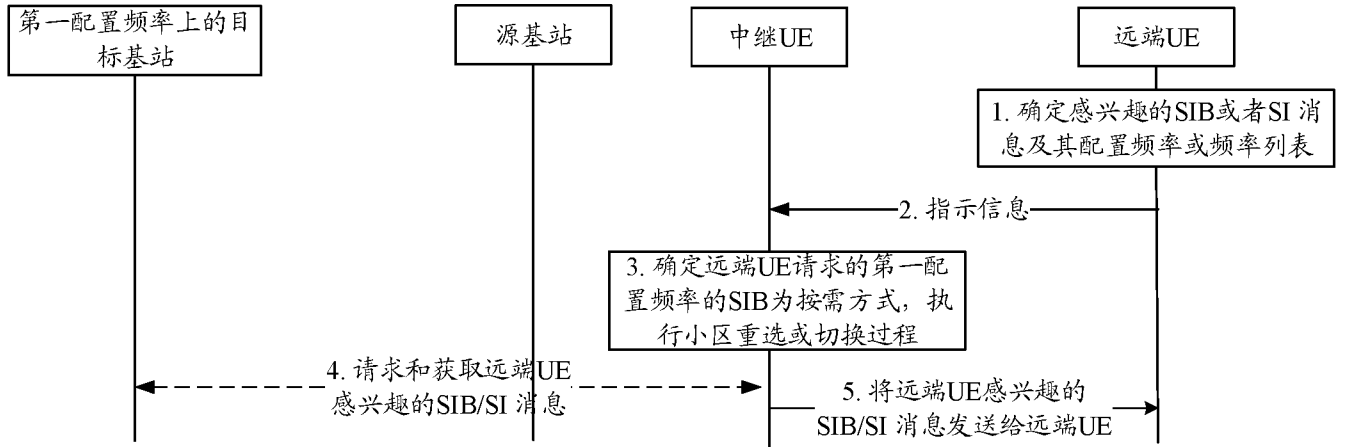 第一配置频率上的目
标基站
源基站
中继UE
远端UE
1. 确定感兴趣的SIB或者SI 消
息及其配置频率或频率列表
2. 指示信息
3. 确定远端UE请求的第一配
置频率的SIB为按需方式，执
行小区重选或切换过程
4. 请求和获取远端UE
感兴趣的SIB/SI 消息
5. 将远端UE感兴趣的
SIB/SI 消息发送给远端UE